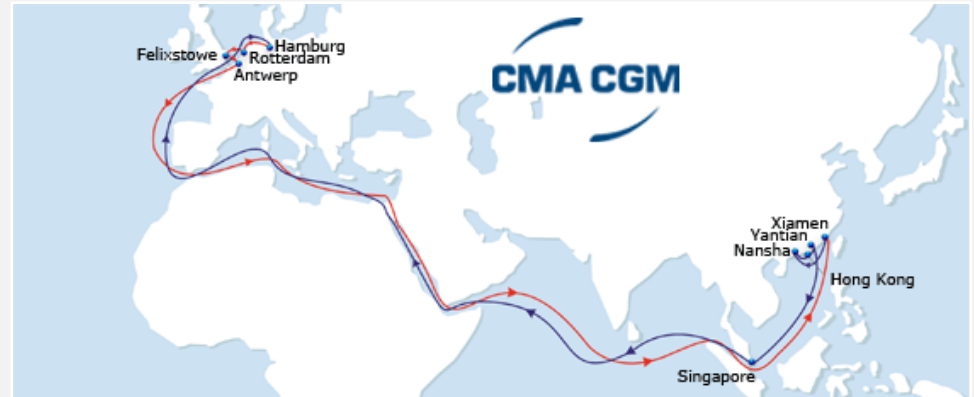 Hamburg
Felixstowe
Rotterdam
Antwerp
CMA CGM
Xiamen
Yantian
Nansha
Hong Kong
Singapore